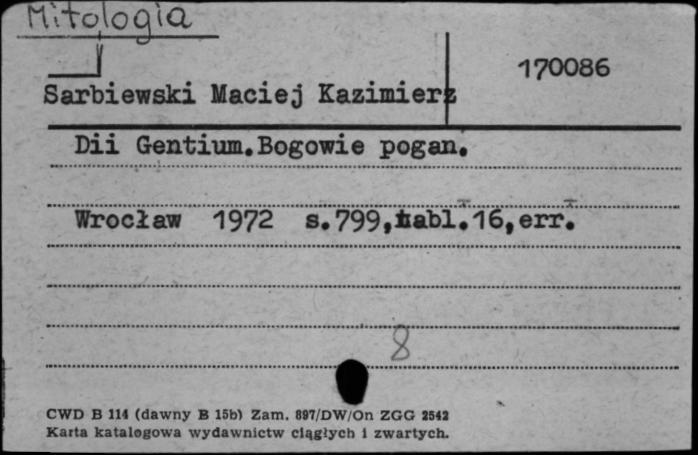 Mitologia
170086
Sarbiewski Maciej Kazimierz
Dii Gentium.Bogowie pogan.
Wrocław 1972 s.799,tabl.16,err.
8
CWD B 114 (dawny B 15b) Zam. 897/DW/On ZGG 2542
Karta katalogowa wydawnictw ciągłych i zwartych.